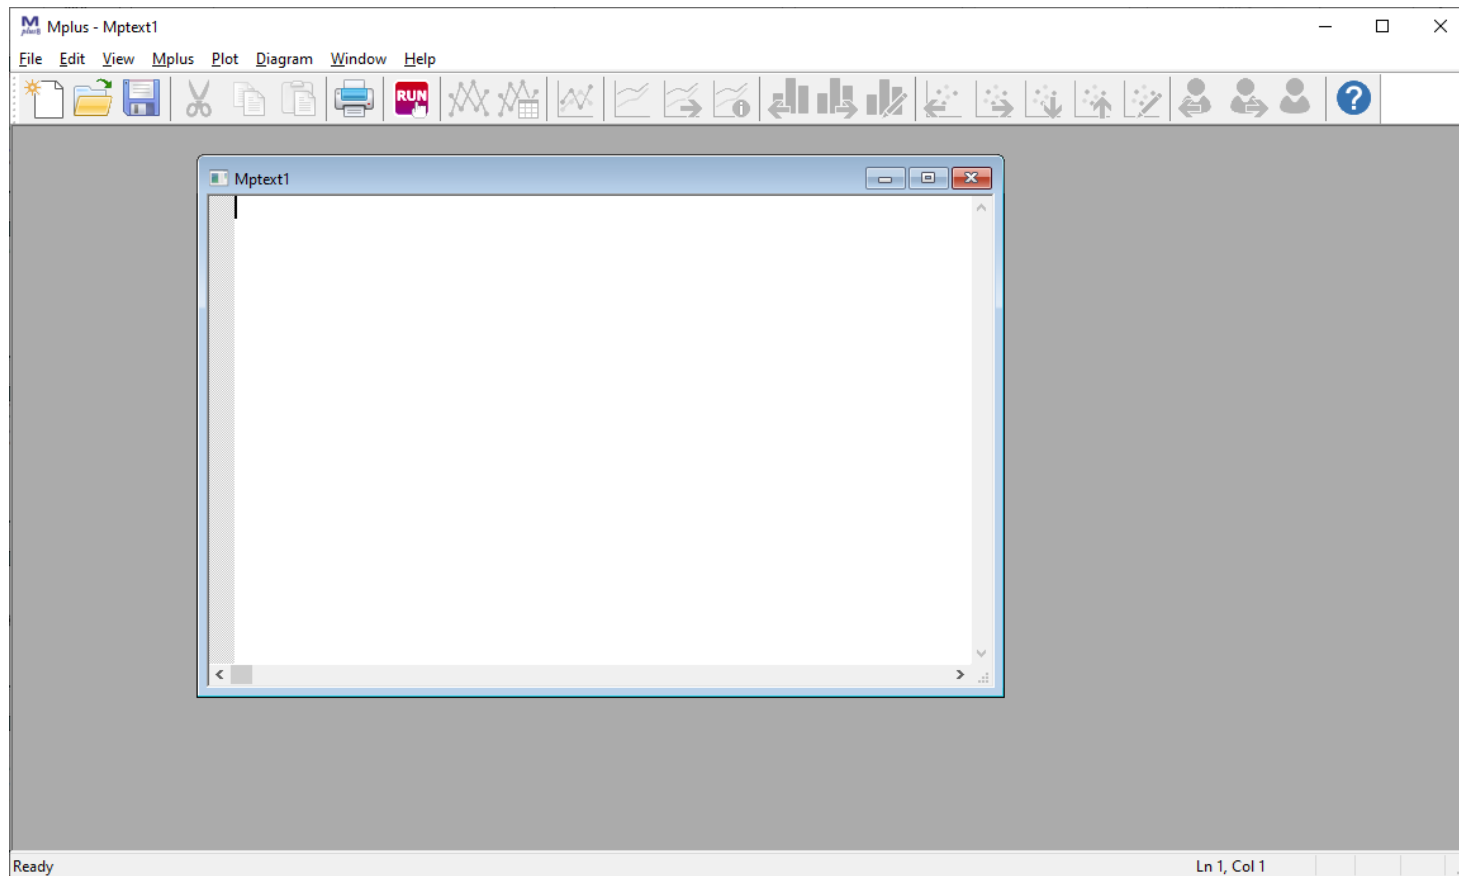 Mplus - Mptext1
File Edit View Mplus Plot Diagram Window Help
RUN
Mptext1
Ready
Ln 1, Col 1